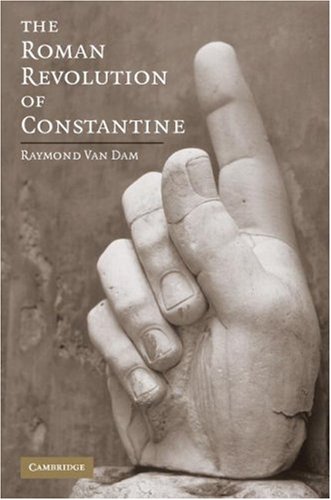 THE
ROMAN
REVOLUTION
OF
CONSTANTINE
RAYMOND VAN DAM
CAMBRIDGE